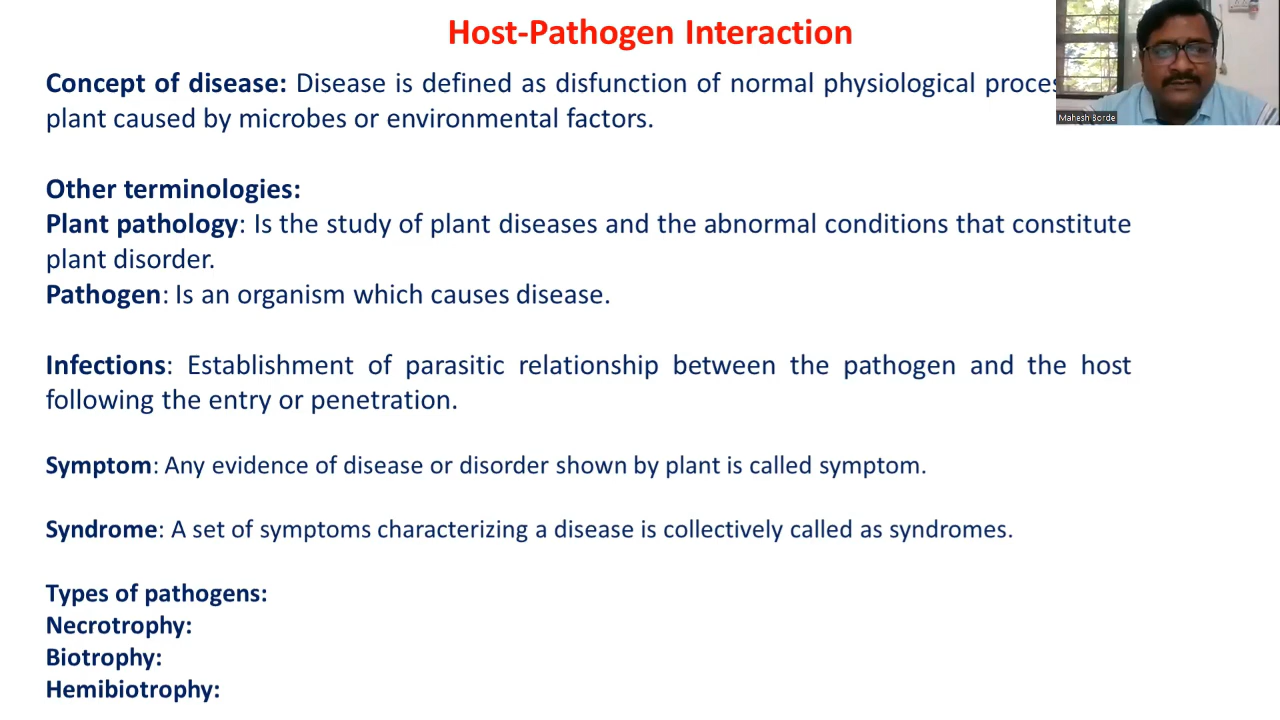 Host-Pathogen Interaction
Concept of disease: Disease is defined as disfunction of normal physiological
plant caused by microbes or environmental factors.
Mahesh Borde
Other terminologies:
Plant pathology: Is the study of plant diseases and the abnormal conditions that constitute
plant disorder.
Pathogen: Is an organism which causes disease.
Infections: Establishment of parasitic relationship between the pathogen and the host
following the entry or penetration.
Symptom: Any evidence of disease or disorder shown by plant is called symptom.
Syndrome: A set of symptoms characterizing a disease is collectively called as syndromes.
Types of pathogens:
Necrotrophy:
Biotrophy:
Hemibiotrophy: